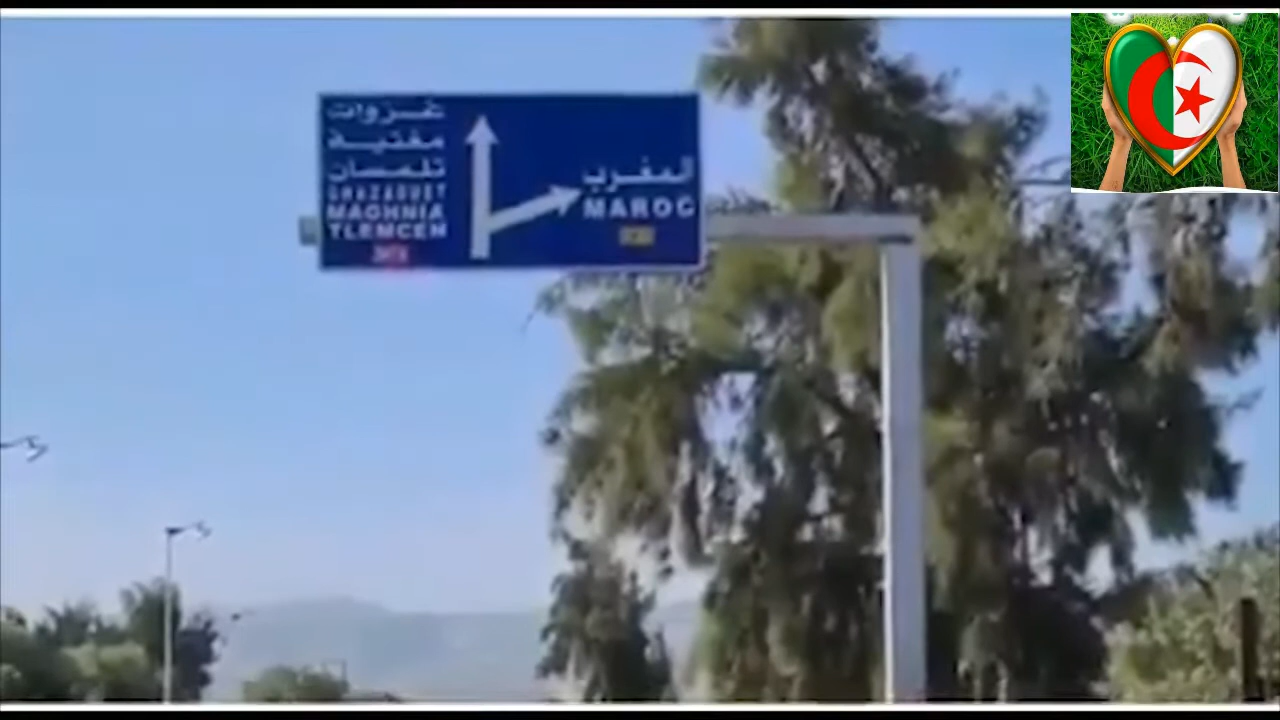 غزوات
مغنية
تلمسان
GHAZAOUET
MAGHNIA
TLEMCEN
المغرب
MAROC